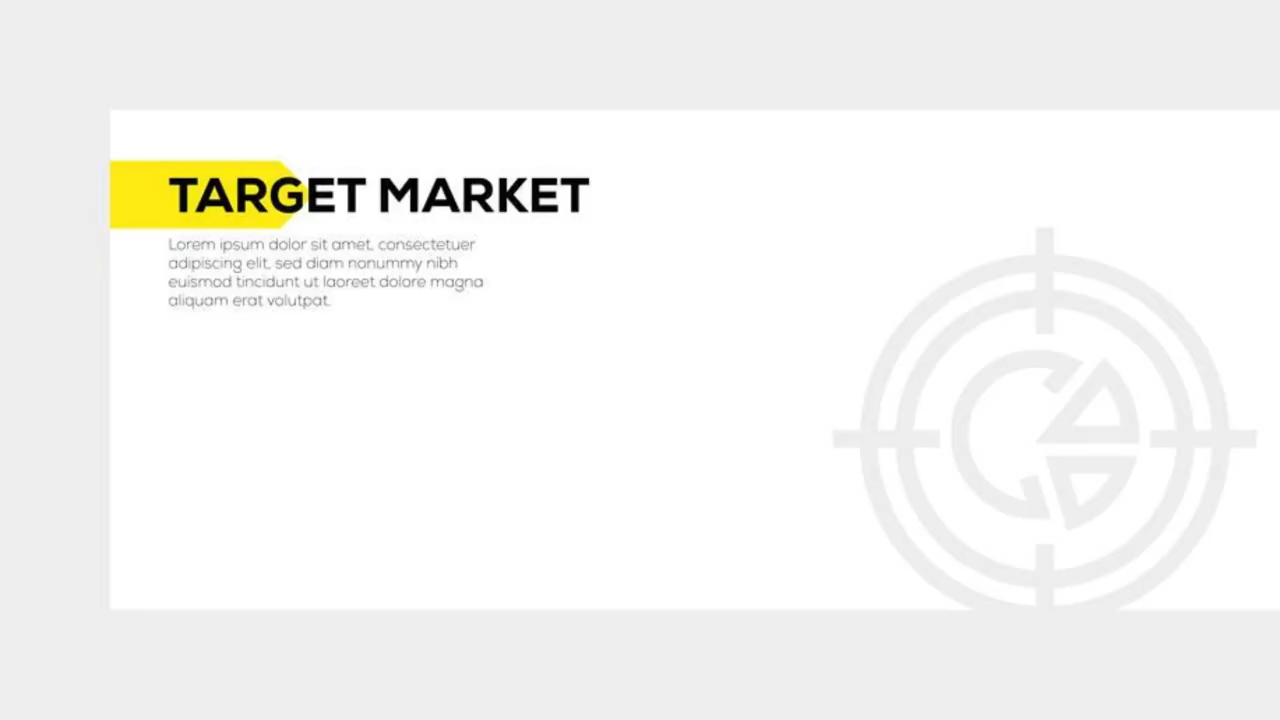 TARGET MARKET
Lorem ipsum dolor sit amet, consectetuer
adipiscing elit, sed diam nonummy nibh
euismod tincidunt ut laoreet dolore magna
aliquam erat volutpat.